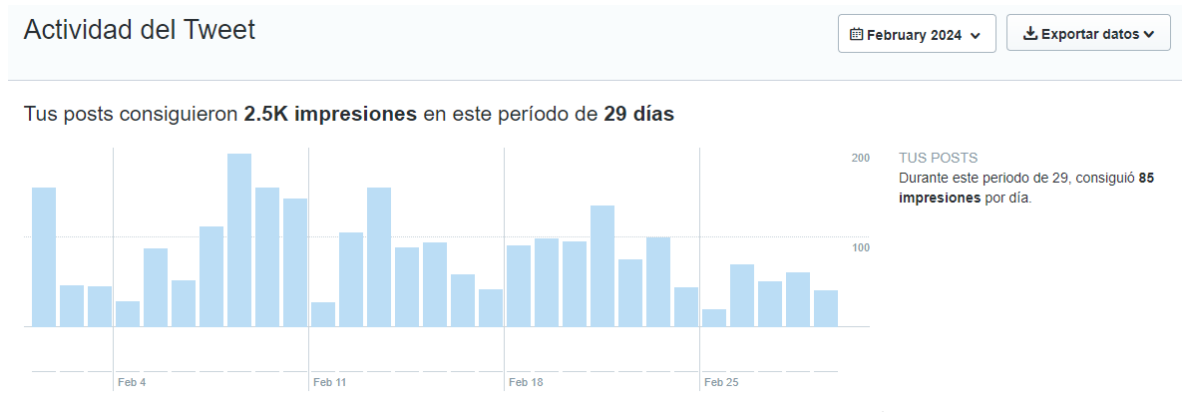 Actividad del Tweet
February 2024
Exportar datos
Tus posts consiguieron 2.5K impresiones en este período de 29 días
200
100
TUS POSTS
Durante este periodo de 29, consiguió 85
impresiones por día.
Feb 4
Feb 11
Feb 18
Feb 25